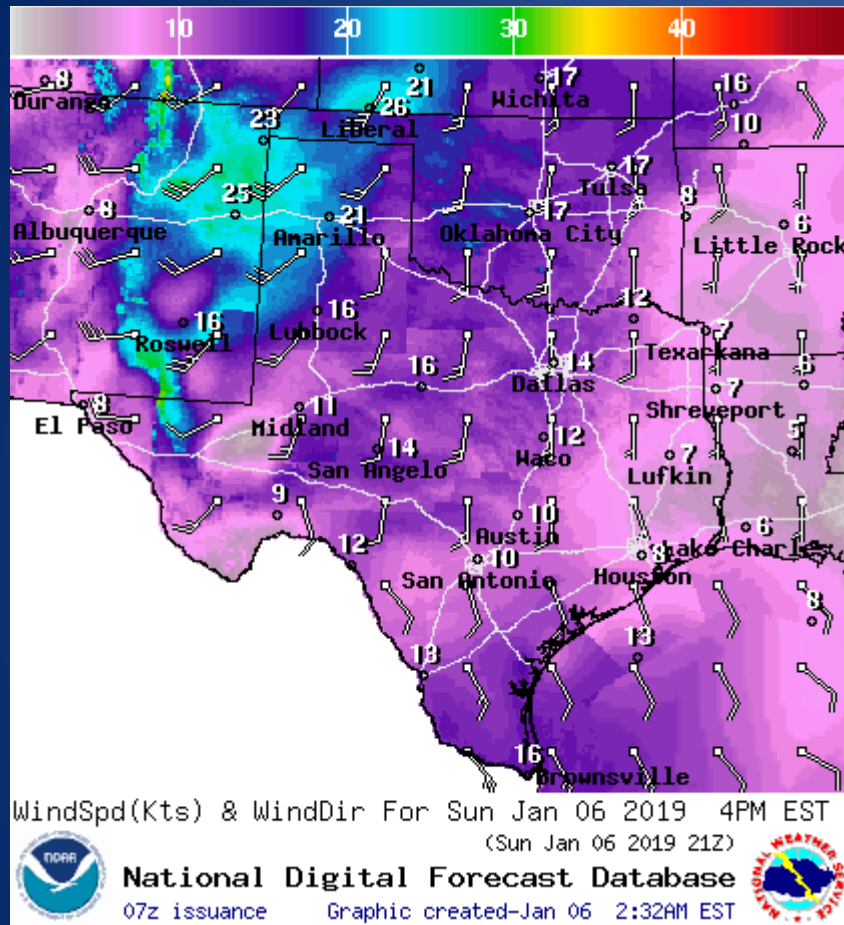 10 20 30 40
8 21 17 16
Durango Wichita
26
Liberal
23 10
17
Tulsa
8 25 21 17 8 6
Albuquerque Amarillo Oklahoma City Little Rock
16 16 12
Roswell Lubbock 7
Texarkana
16 14 6
Dallas
8 11 7
El Paso Midland Shreveport
14 12 5
San Angelo Waco 7
Lufkin
9 10 6
Austin
12 10 8 Lake Charles
San Antonio Houston
8
13 13
16
Brownsville
WindSpd(Kts) & WindDir For Sun Jan 06 2019 4PM EST
(Sun Jan 06 2019 21Z)
National Digital Forecast Database
07z issuance Graphic created-Jan 06 2:32AM EST
NOAA
NATIONAL WEATHER SERVICE